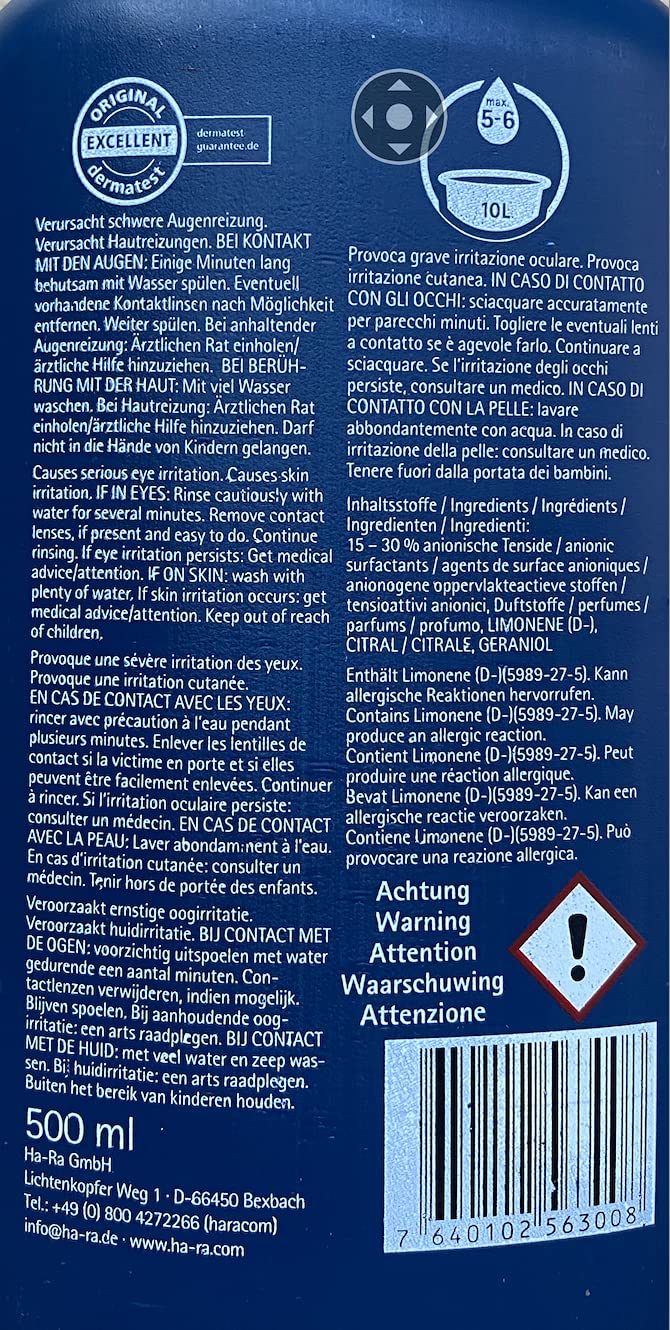 ORIGINAL
EXCELLENT
dermatest
dermatest
guarantee.de
max.
5-6
10L
Verursacht schwere Augenreizung.
Verursacht Hautreizungen. BEI KONTAKT
MIT DEN AUGEN: Einige Minuten lang
behutsam mit Wasser spülen. Eventuell
vorhandene Kontaktlinsen nach Möglichkeit
entfernen. Weiter spülen. Bei anhaltender
Augenreizung: Ärztlichen Rat einholen/
ärztliche Hilfe hinzuziehen. BEI BERÜH-
RUNG MIT DER HAUT: Mit viel Wasser
waschen. Bei Hautreizung: Ärztlichen Rat
einholen/ärztliche Hilfe hinzuziehen. Darf
nicht in die Hände von Kindern gelangen.
Causes serious eye irritation. Causes skin
irritation. IF IN EYES: Rinse cautiously with
water for several minutes. Remove contact
lenses, if present and easy to do. Continue
rinsing. If eye irritation persists: Get medical
advice/attention. IF ON SKIN: wash with
plenty of water. If skin irritation occurs: get
medical advice/attention. Keep out of reach
of children.
Provoque une sévère irritation des yeux.
Provoque une irritation cutanée.
EN CAS DE CONTACT AVEC LES YEUX:
rincer avec précaution à l'eau pendant
plusieurs minutes. Enlever les lentilles de
contact si la victime en porte et si elles
peuvent être facilement enlevées. Continuer
à rincer. Si l'irritation oculaire persiste:
consulter un médecin. EN CAS DE CONTACT
AVEC LA PEAU: Laver abondamment à l'eau.
En cas d'irritation cutanée: consulter un
médecin. Tenir hors de portée des enfants.
Veroorzaakt ernstige oogirritatie.
Veroorzaakt huidirritatie. BIJ CONTACT MET
DE OGEN: voorzichtig uitspoelen met water
gedurende een aantal minuten. Con-
tactlenzen verwijderen, indien mogelijk.
Blijven spoelen. Bij aanhoudende oog-
irritatie: een arts raadplegen. BIJ CONTACT
MET DE HUID: met veel water en zeep was-
sen. Bij huidirritatie: een arts raadplegen.
Buiten het bereik van kinderen houden.
500 ml
Ha-Ra GmbH
Lichtenkopfer Weg 1 · D-66450 Bexbach
Tel.: +49 (0) 800 4272266 (haracom)
info@ha-ra.de · www.ha-ra.com
Provoca grave irritazione oculare. Provoca
irritazione cutanea. IN CASO DI CONTATTO
CON GLI OCCHI: sciacquare accuratamente
per parecchi minuti. Togliere le eventuali lenti
a contatto se è agevole farlo. Continuare a
sciacquare. Se l'irritazione degli occhi
persiste, consultare un medico. IN CASO DI
CONTATTO CON LA PELLE: lavare
abbondantemente con acqua. In caso di
irritazione della pelle: consultare un medico.
Tenere fuori dalla portata dei bambini.
Inhaltsstoffe / Ingredients / Ingrédients /
Ingredienten / Ingredienti:
15 – 30 % anionische Tenside / anionic
surfactants / agents de surface anioniques /
anionogene oppervlakteactieve stoffen /
tensioattivi anionici, Duftstoffe / perfumes /
parfums / profumo, LIMONENE (D-),
CITRAL / CITRALE, GERANIOL
Enthält Limonene (D-)(5989-27-5). Kann
allergische Reaktionen hervorrufen.
Contains Limonene (D-)(5989-27-5). May
produce an allergic reaction.
Contient Limonene (D-)(5989-27-5). Peut
produire une réaction allergique.
Bevat Limonene (D-)(5989-27-5). Kan een
allergische reactie veroorzaken.
Contiene Limonene (D-)(5989-27-5). Può
provocare una reazione allergica.
Achtung
Warning
Attention
Waarschuwing
Attenzione
7 640102 563008